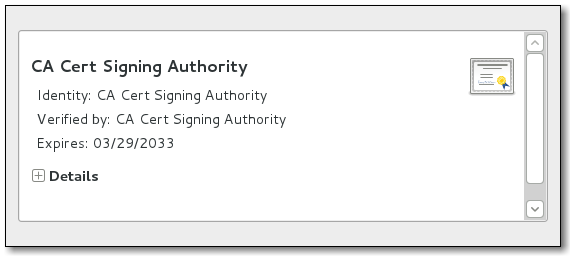 CA Cert Signing Authority
Identity: CA Cert Signing Authority
Verified by: CA Cert Signing Authority
Expires: 03/29/2033
Details